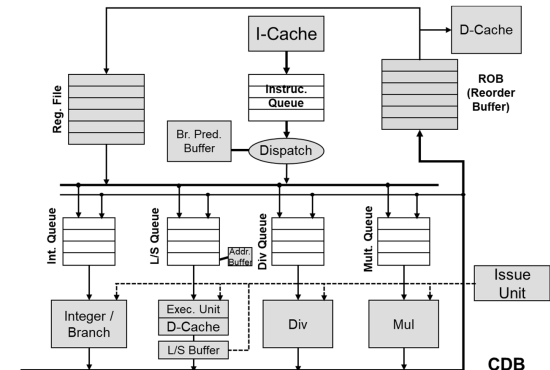 I-Cache
D-Cache
Reg. File
Instruc.
Queue
ROB
(Reorder
Buffer)
Br. Pred.
Buffer
Dispatch
Int. Queue
L/S Queue
Addr.
Buffer
Div Queue
Mult. Queue
Issue
Unit
Integer /
Branch
Exec. Unit
D-Cache
L/S Buffer
Div
Mul
CDB